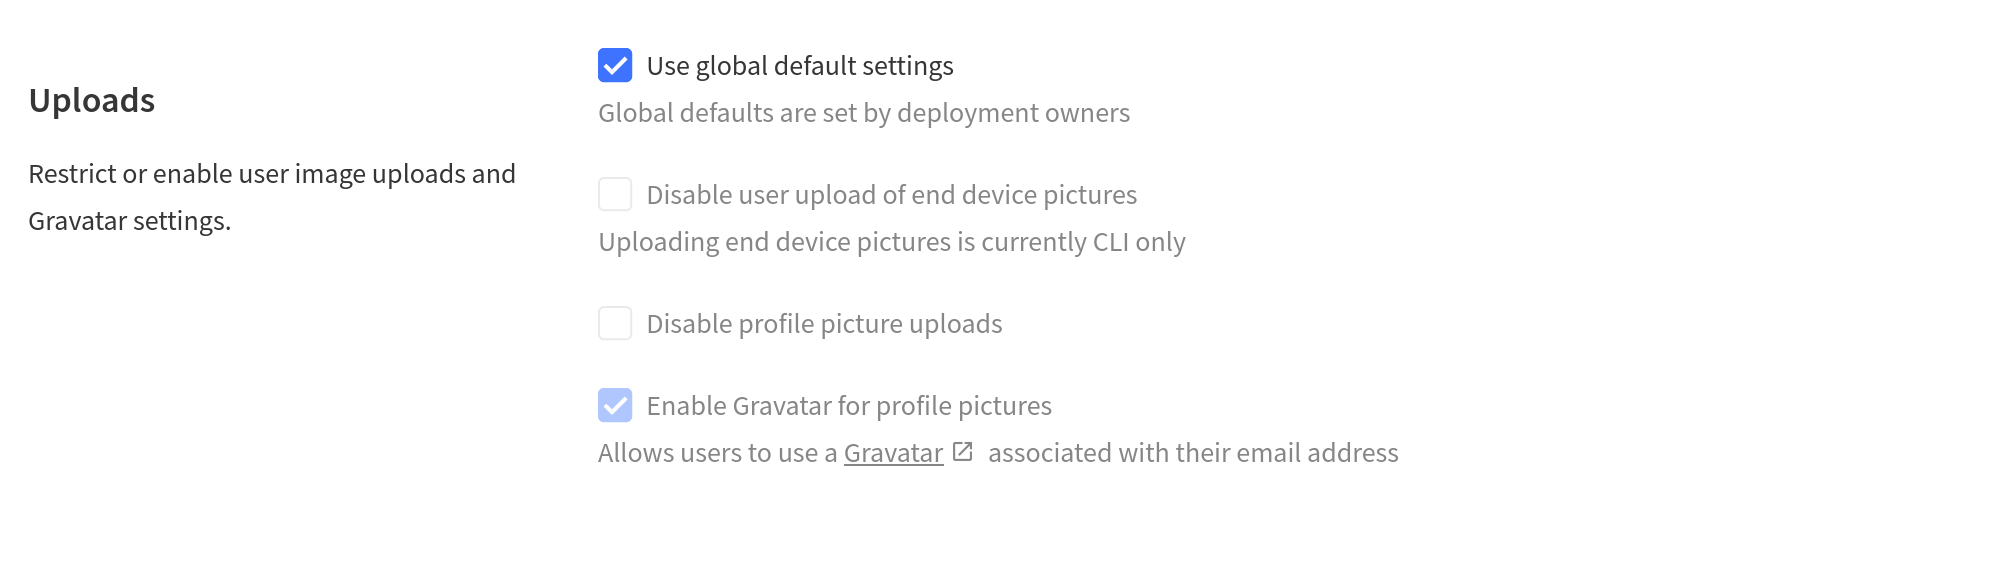 Uploads
Restrict or enable user image uploads and
Gravatar settings.
Use global default settings
Global defaults are set by deployment owners
Disable user upload of end device pictures
Uploading end device pictures is currently CLI only
Disable profile picture uploads
Enable Gravatar for profile pictures
Allows users to use a Gravatar associated with their email address